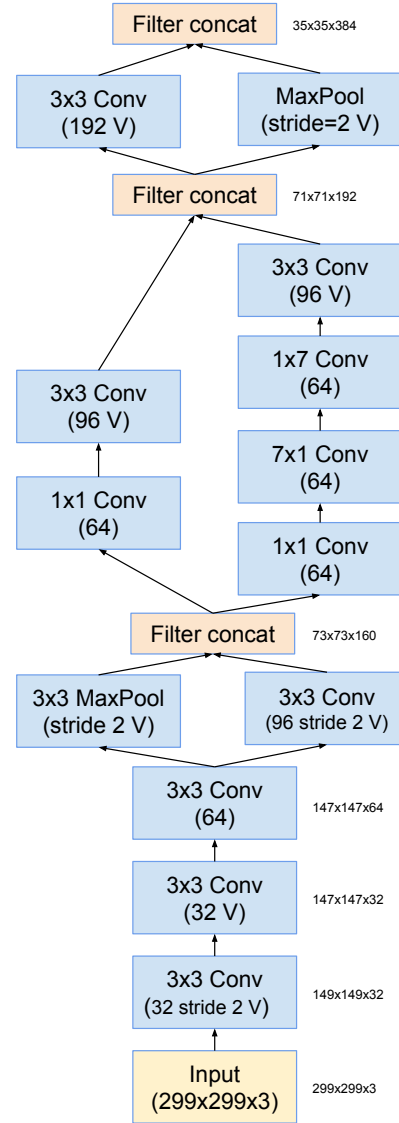 Filter concat
35x35x384
3x3 Conv
(192 V)
MaxPool
(stride=2 V)
Filter concat
71x71x192
3x3 Conv
(96 V)
1x7 Conv
(64)
3x3 Conv
(96 V)
7x1 Conv
(64)
1x1 Conv
(64)
1x1 Conv
(64)
Filter concat
73x73x160
3x3 MaxPool
(stride 2 V)
3x3 Conv
(96 stride 2 V)
3x3 Conv
(64)
147x147x64
3x3 Conv
(32 V)
147x147x32
3x3 Conv
(32 stride 2 V)
149x149x32
Input
(299x299x3)
299x299x3